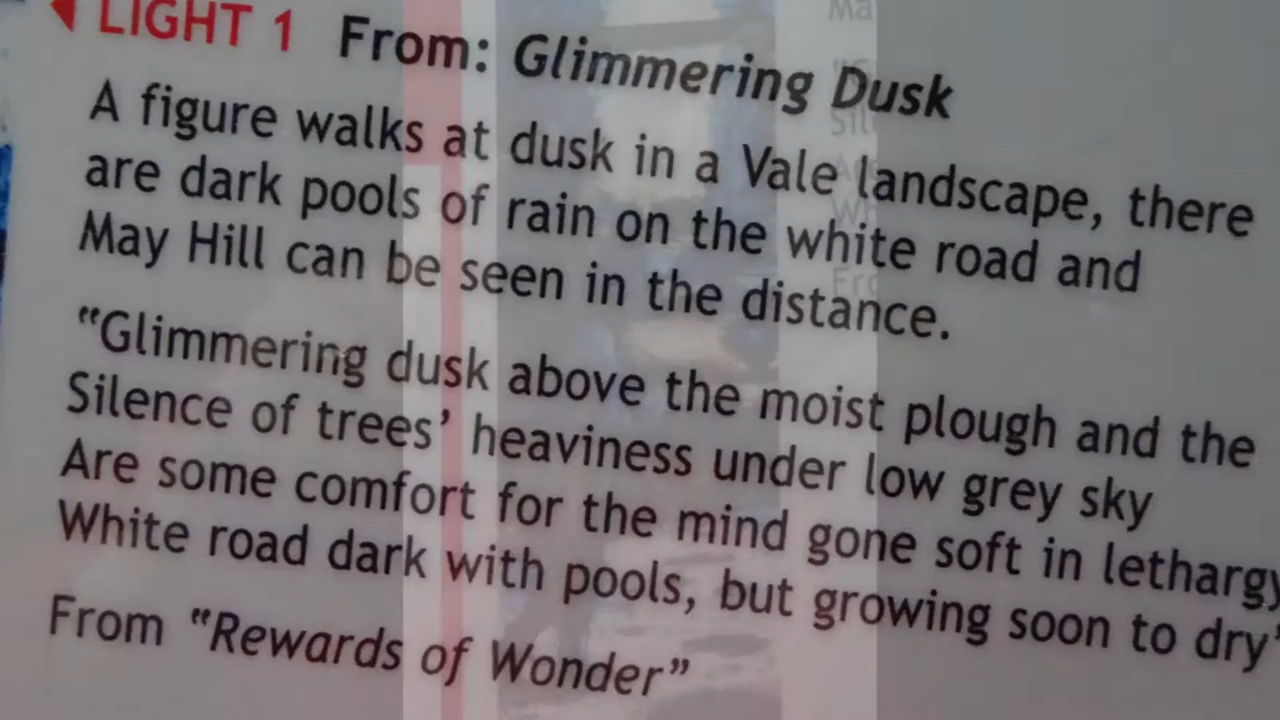 LIGHT 1 From: Glimmering Dusk
A figure walks at dusk in a Vale landscape, there
are dark pools of rain on the white road and
May Hill can be seen in the distance.
“Glimmering dusk above the moist plough and the
Silence of trees’ heaviness under low grey sky
Are some comfort for the mind gone soft in lethargy
White road dark with pools, but growing soon to dry”
From “Rewards of Wonder”